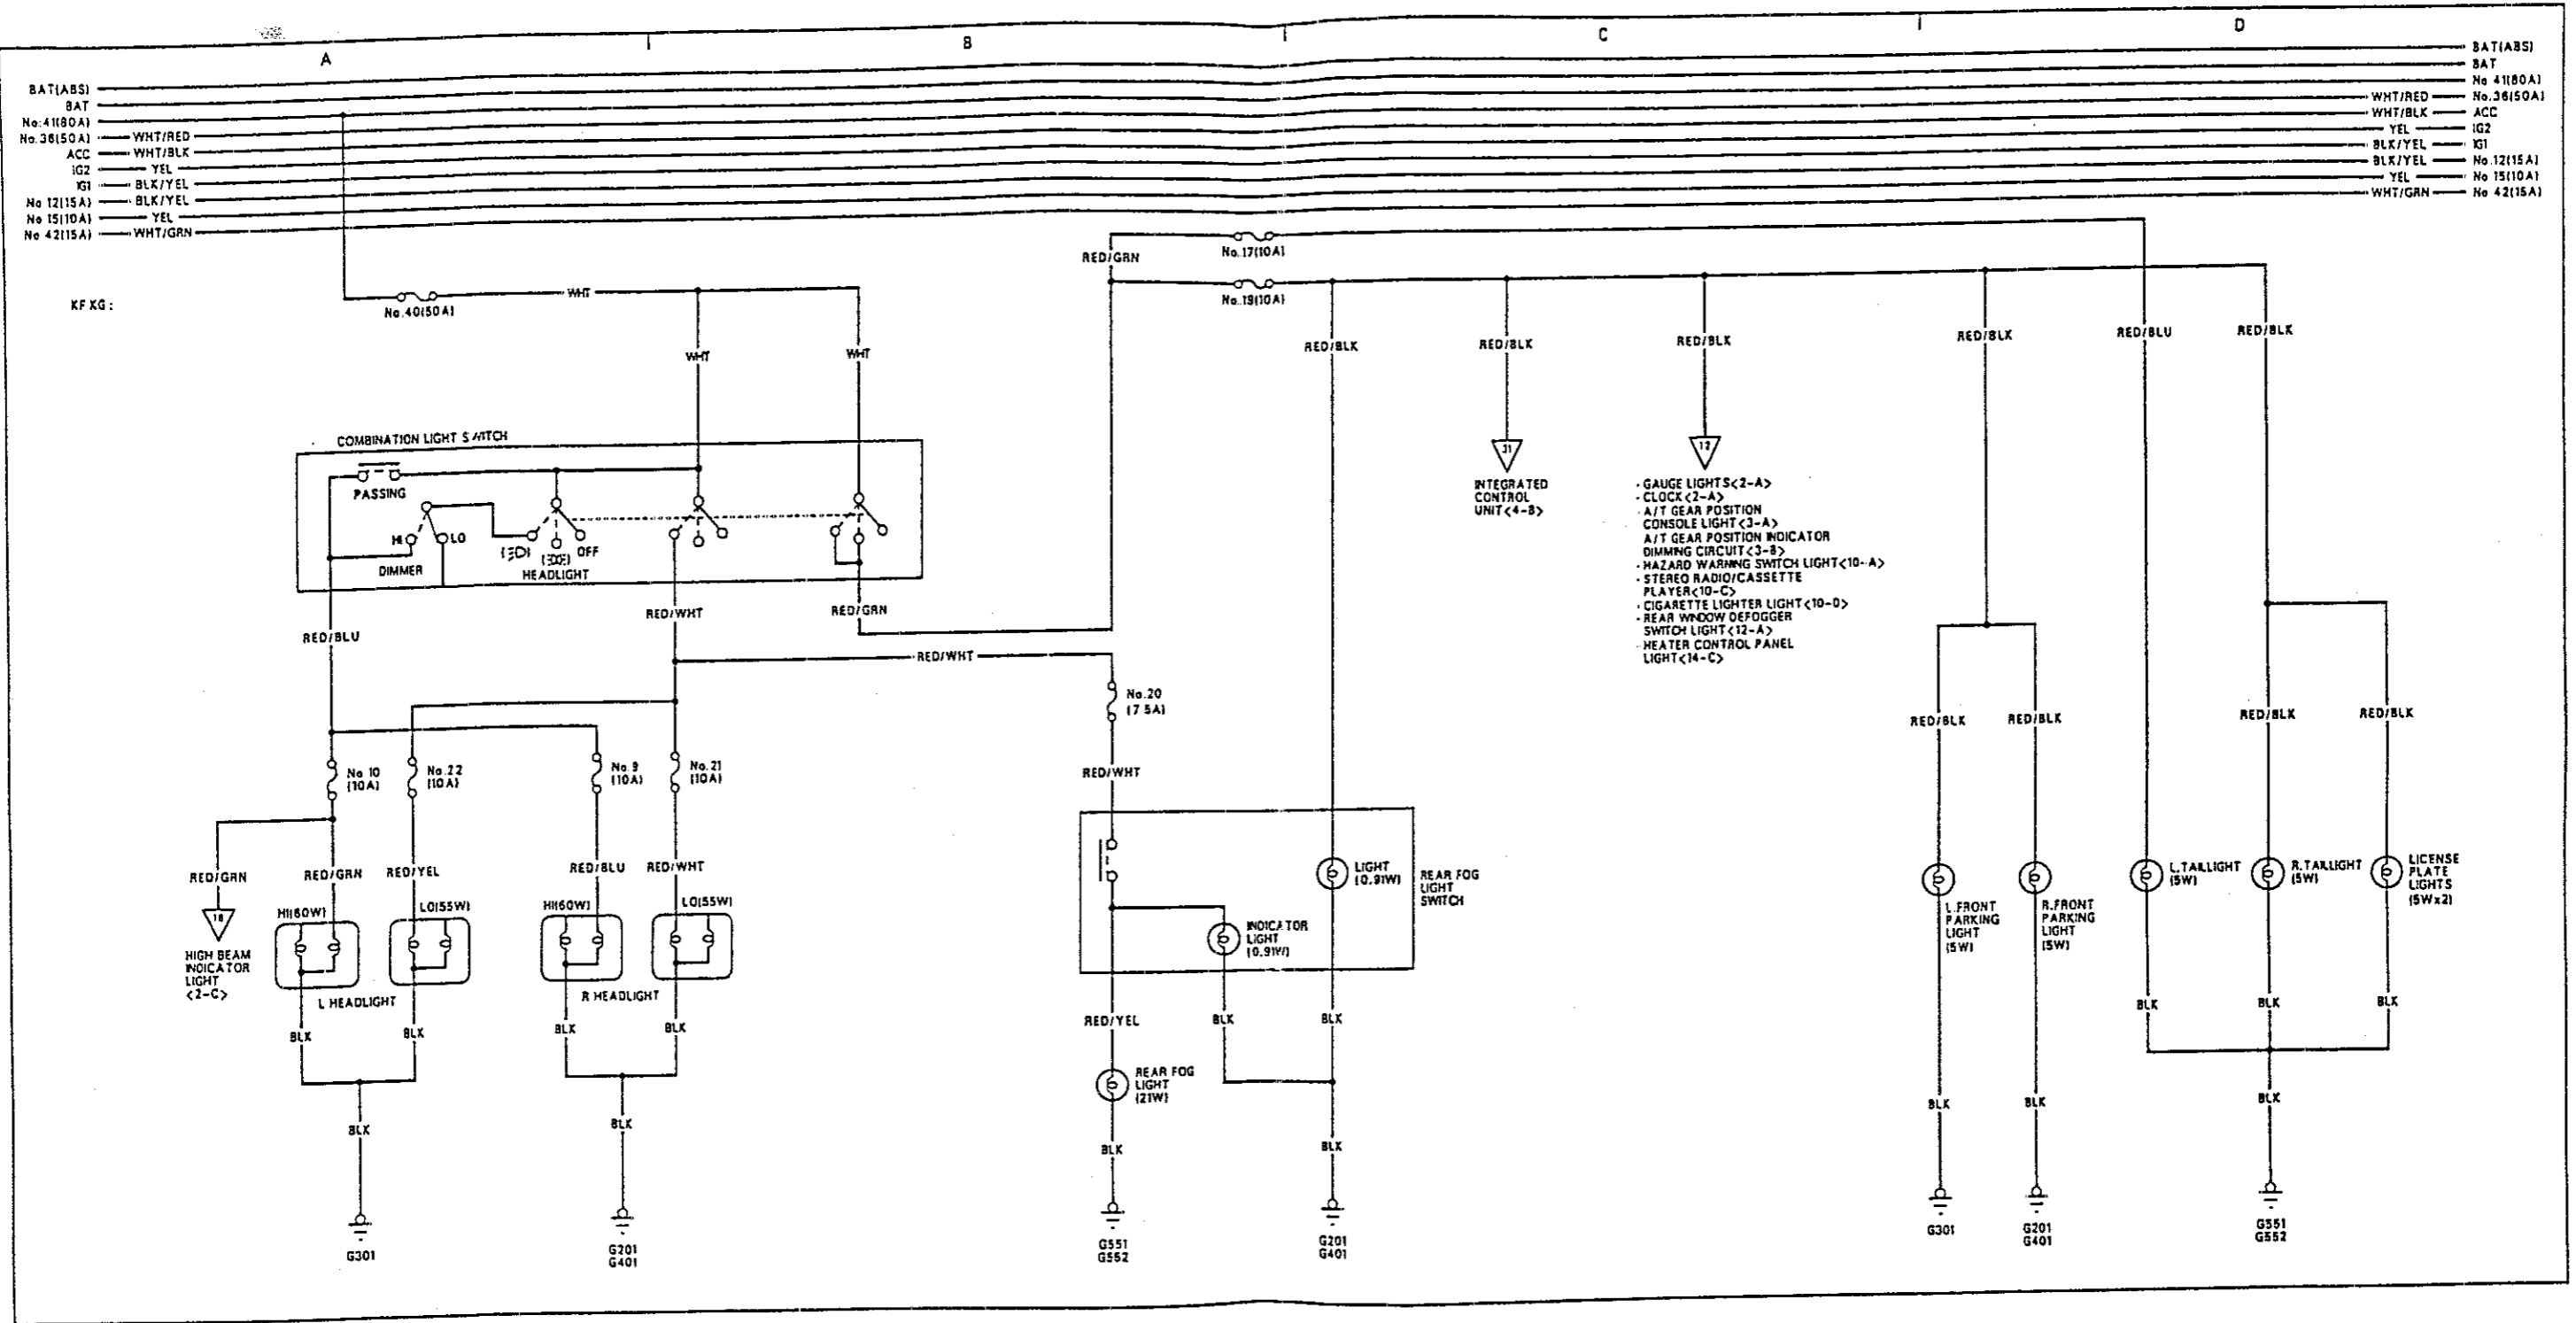 A
B
C
D
BAT(ABS)
BAT
No.41(80A)
No.36(50A) WHT/RED
ACC WHT/BLK
IG2 YEL
IG1 BLK/YEL
No 12(15A) BLK/YEL
No 15(10A) YEL
No 42(15A) WHT/GRN
BAT(ABS)
BAT
No 41(80A)
WHT/RED No.36(50A)
WHT/BLK ACC
YEL IG2
BLK/YEL IG1
BLK/YEL No.12(15A)
YEL No 15(10A)
WHT/GRN No 42(15A)
KF KG :
No.40(50A)
WHT
WHT
WHT
RED/GRN
No.17(10A)
No.19(10A)
RED/BLK
RED/BLK
RED/BLK
RED/BLK
RED/BLU
RED/BLK
COMBINATION LIGHT SWITCH
PASSING
HI
LO
DIMMER
OFF
HEADLIGHT
RED/BLU
RED/WHT
RED/GRN
RED/WHT
31
INTEGRATED
CONTROL
UNIT<4-B>
12
· GAUGE LIGHTS<2-A>
· CLOCK<2-A>
· A/T GEAR POSITION
CONSOLE LIGHT<3-A>
A/T GEAR POSITION INDICATOR
DIMMING CIRCUIT<3-B>
· HAZARD WARNING SWITCH LIGHT<10-A>
· STEREO RADIO/CASSETTE
PLAYER<10-C>
· CIGARETTE LIGHTER LIGHT<10-D>
· REAR WINDOW DEFOGGER
SWITCH LIGHT<12-A>
· HEATER CONTROL PANEL
LIGHT<14-C>
No 10
(10A)
No.22
(10A)
No.9
(10A)
No.21
(10A)
No.20
(7.5A)
RED/WHT
RED/BLK
RED/BLK
RED/BLK
RED/BLK
RED/GRN
RED/GRN
RED/YEL
RED/BLU
RED/WHT
18
HIGH BEAM
INDICATOR
LIGHT
<2-C>
HI(60W)
LO(55W)
L HEADLIGHT
HI(60W)
LO(55W)
R HEADLIGHT
BLK
BLK
BLK
BLK
BLK
BLK
G301
G201
G401
LIGHT
(0.91W)
REAR FOG
LIGHT
SWITCH
INDICATOR
LIGHT
(0.91W)
RED/YEL
BLK
BLK
REAR FOG
LIGHT
(21W)
BLK
BLK
G551
G552
G201
G401
L.FRONT
PARKING
LIGHT
(5W)
R.FRONT
PARKING
LIGHT
(5W)
L.TAILLIGHT
(5W)
R.TAILLIGHT
(5W)
LICENSE
PLATE
LIGHTS
(5Wx2)
BLK
BLK
BLK
BLK
BLK
BLK
G301
G201
G401
G551
G552